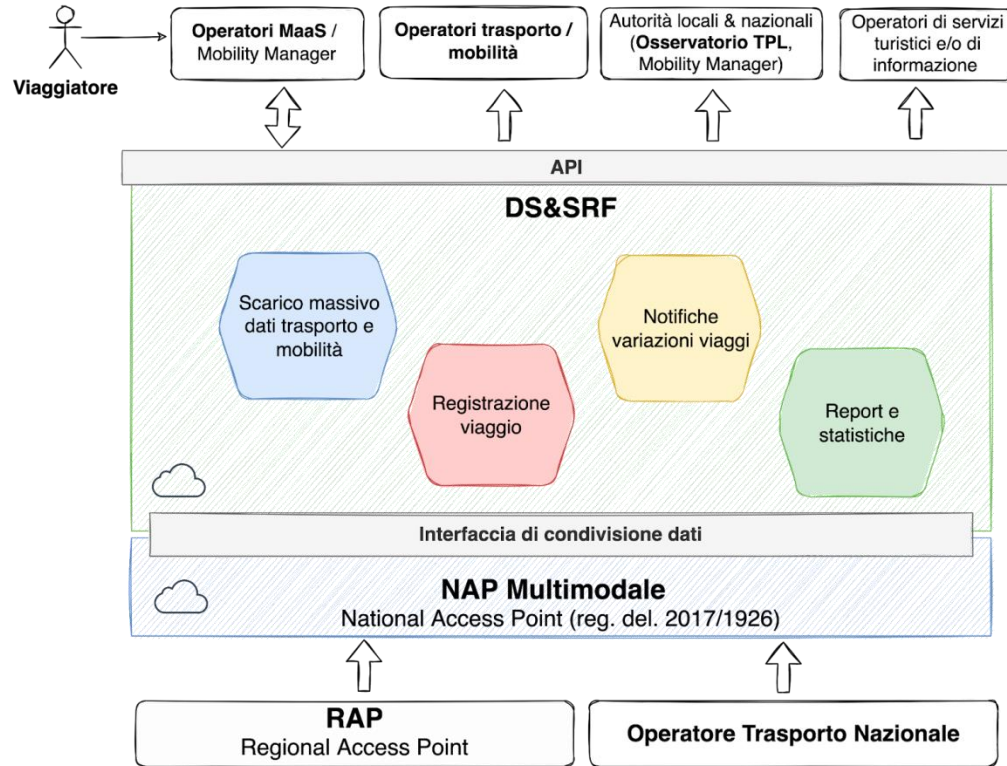 Viaggiatore
Operatori MaaS /
Mobility Manager
Operatori trasporto /
mobilità
Autorità locali & nazionali
(Osservatorio TPL,
Mobility Manager)
Operatori di servizi
turistici e/o di
informazione
API
DS&SRF
Scarico massivo
dati trasporto e
mobilità
Registrazione
viaggio
Notifiche
variazioni viaggi
Report e
statistiche
Interfaccia di condivisione dati
NAP Multimodale
National Access Point (reg. del. 2017/1926)
RAP
Regional Access Point
Operatore Trasporto Nazionale